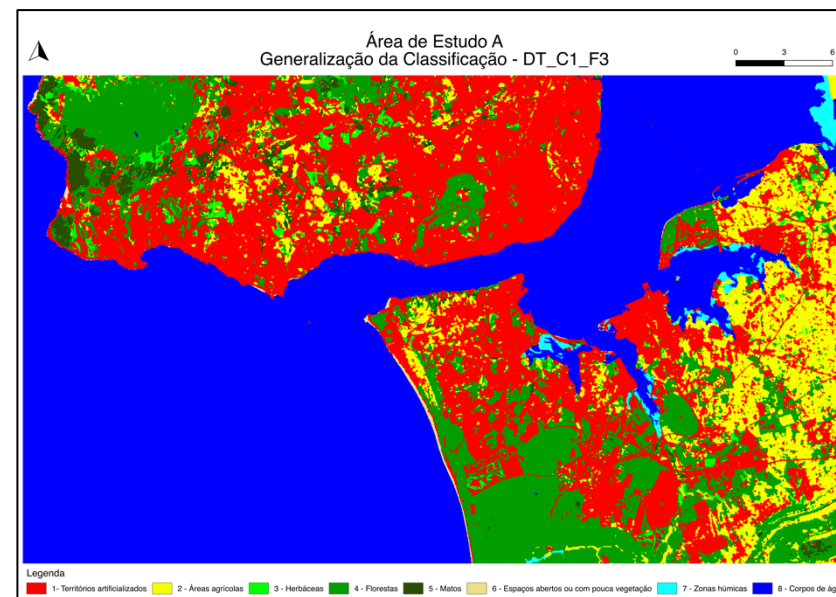 Área de Estudo A
Generalização da Classificação - DT_C1_F3
0 3 6
Legenda
1- Territórios artificializados 2 - Áreas agrícolas 3 - Herbáceas 4 - Florestas 5 - Matos 6 - Espaços abertos ou com pouca vegetação 7 - Zonas húmicas 8 - Corpos de ág